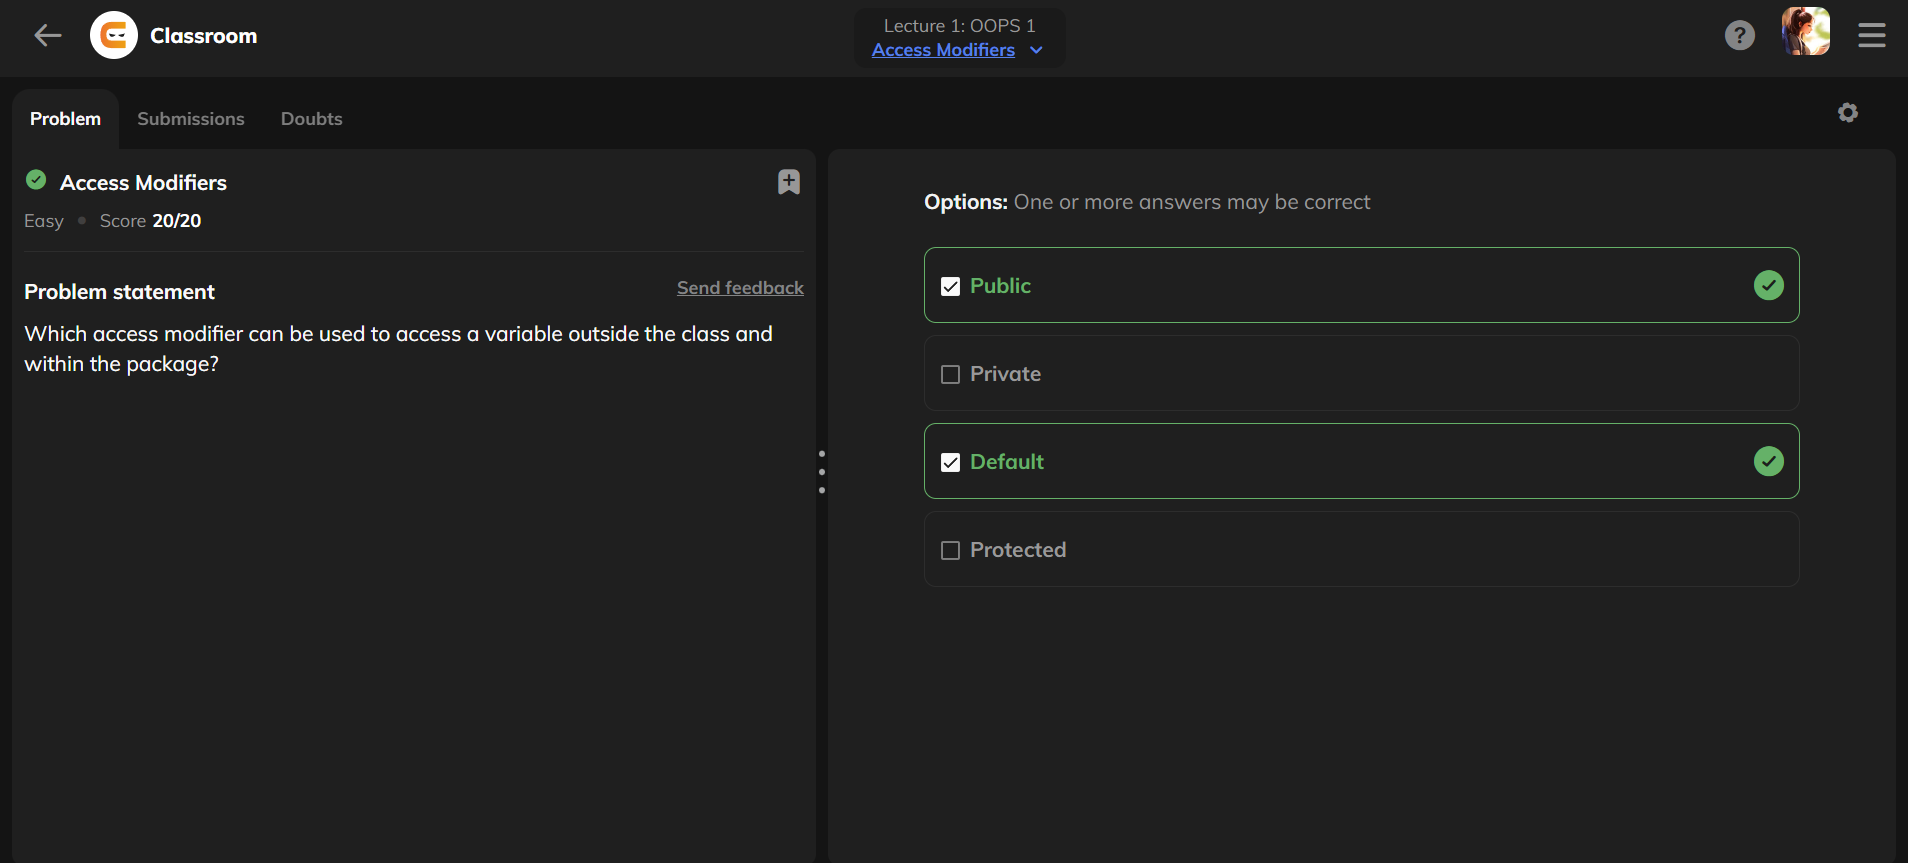 Classroom
Lecture 1: OOPS 1
Access Modifiers
?
Problem
Submissions
Doubts
Access Modifiers
Easy • Score 20/20
Problem statement
Send feedback
Which access modifier can be used to access a variable outside the class and
within the package?
Options: One or more answers may be correct
Public
Private
Default
Protected